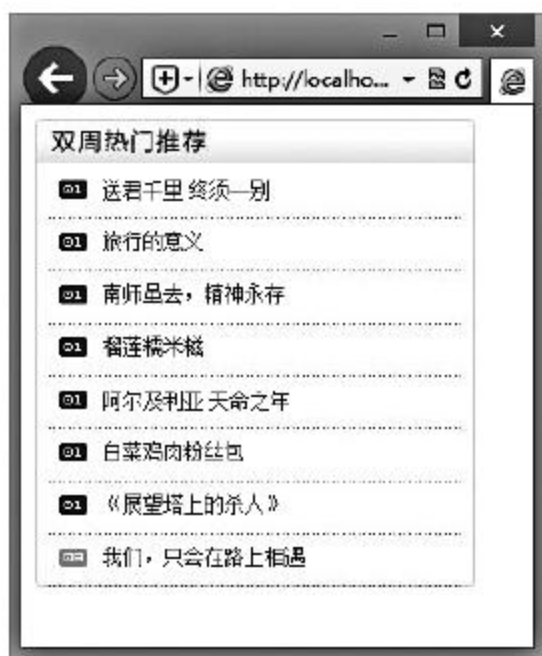 http://localho...
双周热门推荐
01 送君千里 终须一别
01 旅行的意义
01 南师虽去，精神永存
01 榴莲糯米糍
01 阿尔及利亚 天命之年
01 白菜鸡肉粉丝包
01 《展望塔上的杀人》
我们，只会在路上相遇